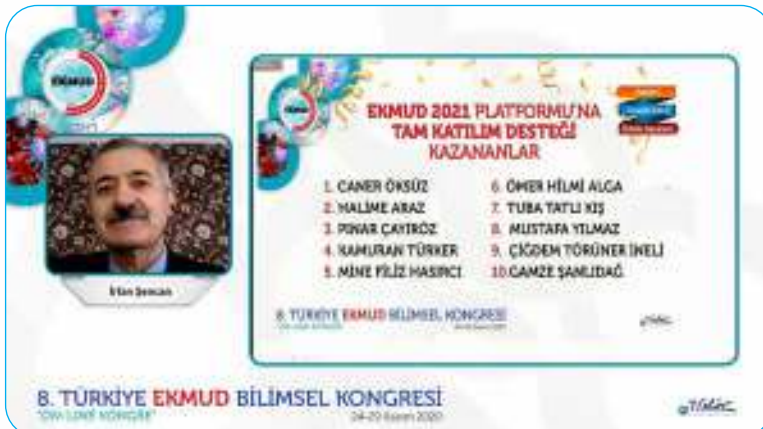 EKMUD
EKMUD 2021 PLATFORMU'NA
TAM KATILIM DESTEĞİ
KAZANANLAR
1. CANER ÖKSÜZ
2. HALİME ARAZ
3. PINAR ÇAYIRÖZ
4. KAMURAN TÜRKER
5. MİNE FİLİZ HASIRCI
6. ÖMER HİLMİ ALGA
7. TUBA TATLI KIŞ
8. MUSTAFA YILMAZ
9. ÇİĞDEM TÖRÜNER İNELİ
10.GAMZE ŞANLIDAĞ
İrfan Şencan
8. TÜRKİYE EKMUD BİLİMSEL KONGRESİ
8. TÜRKİYE EKMUD BİLİMSEL KONGRESİ
"ON-LINE KONGRE"
Kasım 2020